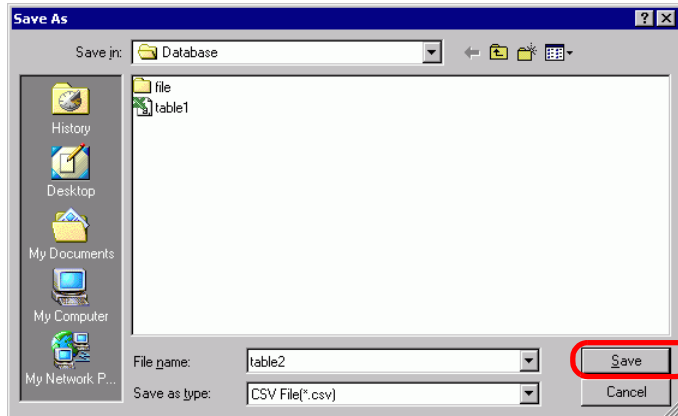 Save As
Save in: Database
file
table1
History
Desktop
My Documents
My Computer
My Network P...
File name: table2
Save
Save as type: CSV File(*.csv)
Cancel